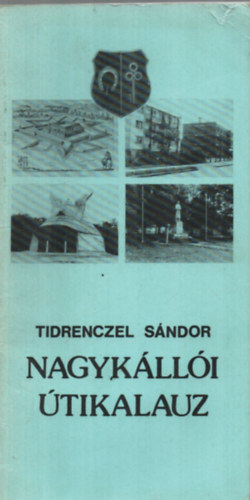 TIDRENCZEL SÁNDOR
NAGYKÁLLÓI
ÚTIKALAUZ